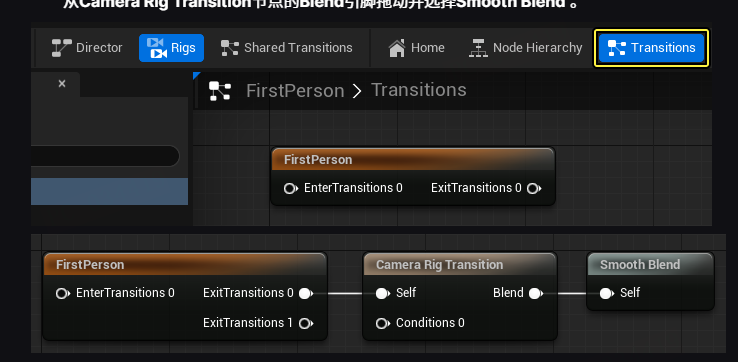 从Camera Rig Transition节点的Blend引脚拖动并选择Smooth Blend 。
Director Rigs Shared Transitions Home Node Hierarchy Transitions
×
FirstPerson > Transitions
FirstPerson
EnterTransitions 0 ExitTransitions 0
FirstPerson Camera Rig Transition Smooth Blend
EnterTransitions 0 ExitTransitions 0 Self Blend Self
ExitTransitions 1 Conditions 0